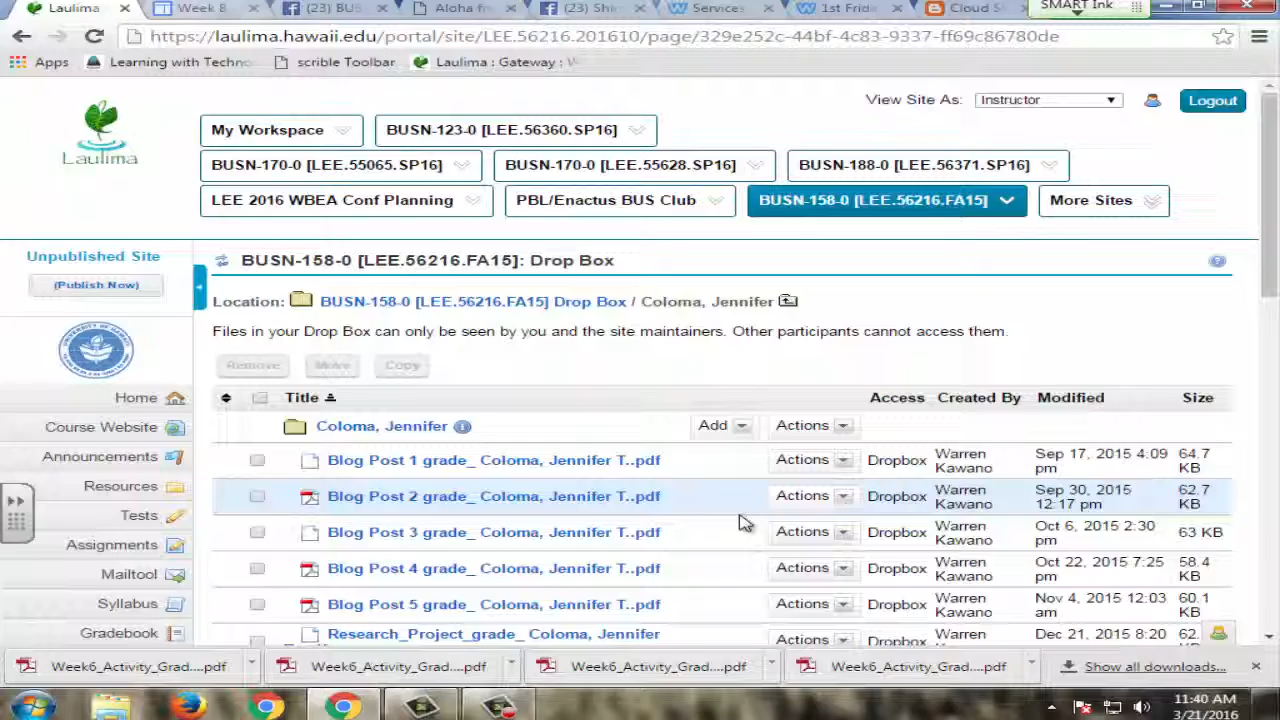 Laulima
Week 8
(23) BUS
Aloha fr
(23) Shi
Services
1st Frida
Cloud S
SMART Ink
https://laulima.hawaii.edu/portal/site/LEE.56216.201610/page/329e252c-44bf-4c83-9337-ff69c86780de
Apps
Learning with Techno
scrible Toolbar
Laulima : Gateway : W
View Site As:
Instructor
Logout
Laulima
My Workspace
BUSN-123-0 [LEE.56360.SP16]
BUSN-170-0 [LEE.55065.SP16]
BUSN-170-0 [LEE.55628.SP16]
BUSN-188-0 [LEE.56371.SP16]
LEE 2016 WBEA Conf Planning
PBL/Enactus BUS Club
BUSN-158-0 [LEE.56216.FA15]
More Sites
Unpublished Site
(Publish Now)
Home
Course Website
Announcements
Resources
Tests
Assignments
Mailtool
Syllabus
Gradebook
BUSN-158-0 [LEE.56216.FA15]: Drop Box
Location: BUSN-158-0 [LEE.56216.FA15] Drop Box / Coloma, Jennifer
Files in your Drop Box can only be seen by you and the site maintainers. Other participants cannot access them.
Remove Move Copy
Title Access Created By Modified Size
Coloma, Jennifer Add Actions
Blog Post 1 grade_ Coloma, Jennifer T..pdf Actions Dropbox Warren Kawano Sep 17, 2015 4:09 pm 64.7 KB
Blog Post 2 grade_ Coloma, Jennifer T..pdf Actions Dropbox Warren Kawano Sep 30, 2015 12:17 pm 62.7 KB
Blog Post 3 grade_ Coloma, Jennifer T..pdf Actions Dropbox Warren Kawano Oct 6, 2015 2:30 pm 63 KB
Blog Post 4 grade_ Coloma, Jennifer T..pdf Actions Dropbox Warren Kawano Oct 22, 2015 7:25 pm 58.4 KB
Blog Post 5 grade_ Coloma, Jennifer T..pdf Actions Dropbox Warren Kawano Nov 4, 2015 12:03 am 60.1 KB
Research_Project_grade_ Coloma, Jennifer Actions Dropbox Warren Kawano Dec 21, 2015 8:20 62.
Week6_Activity_Grad....pdf
Week6_Activity_Grad....pdf
Week6_Activity_Grad....pdf
Week6_Activity_Grad....pdf
Show all downloads...
11:40 AM
3/21/2016